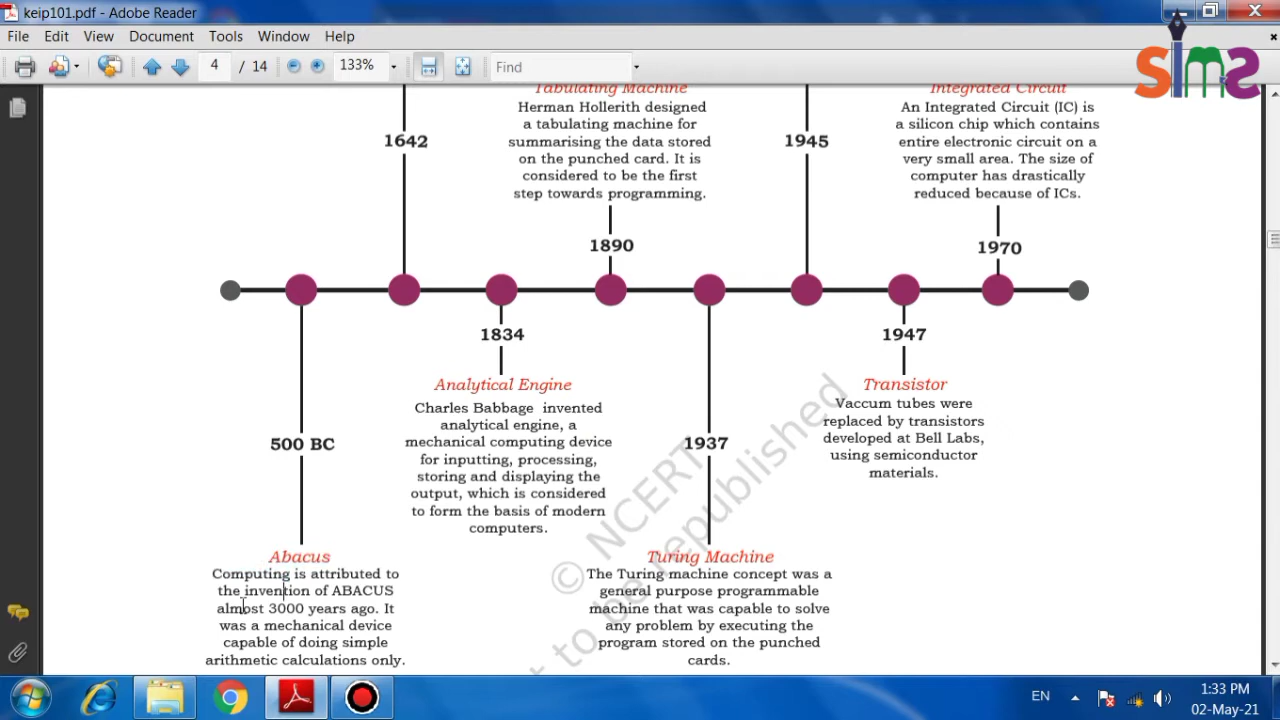 keip101.pdf - Adobe Reader
File Edit View Document Tools Window Help
4 / 14 133% Find
SIMS
Tabulating Machine
Herman Hollerith designed
a tabulating machine for
summarising the data stored
on the punched card. It is
considered to be the first
step towards programming.
Integrated Circuit
An Integrated Circuit (IC) is
a silicon chip which contains
entire electronic circuit on a
very small area. The size of
computer has drastically
reduced because of ICs.
1642
1945
1890
1970
1834
1947
Analytical Engine
Charles Babbage invented
analytical engine, a
mechanical computing device
for inputting, processing,
storing and displaying the
output, which is considered
to form the basis of modern
computers.
Transistor
Vaccum tubes were
replaced by transistors
developed at Bell Labs,
using semiconductor
materials.
500 BC
1937
Abacus
Computing is attributed to
the invention of ABACUS
almost 3000 years ago. It
was a mechanical device
capable of doing simple
arithmetic calculations only.
Turing Machine
The Turing machine concept was a
general purpose programmable
machine that was capable to solve
any problem by executing the
program stored on the punched
cards.
© NCERT
to be republished
EN
1:33 PM
02-May-21